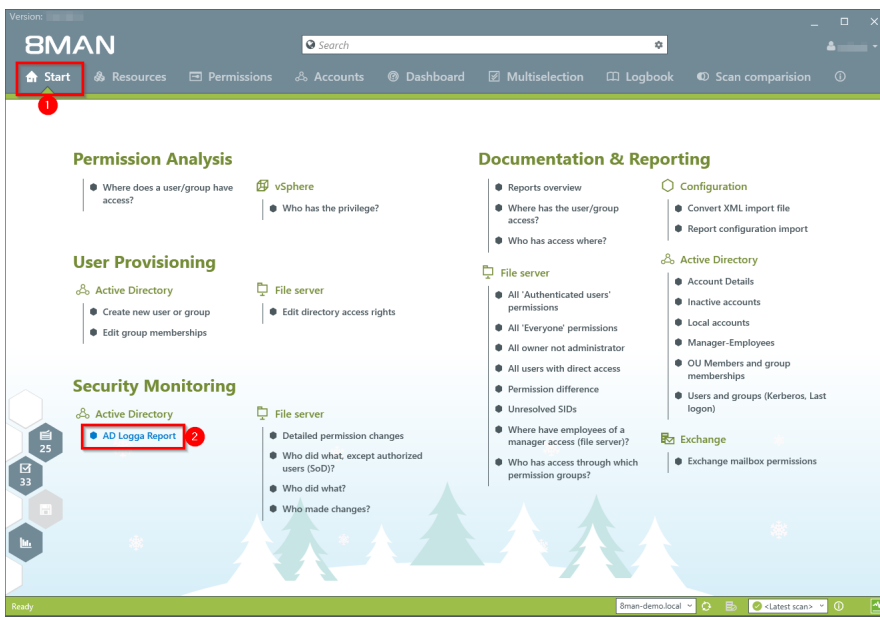 Version:
8MAN
Search
Start
Resources
Permissions
Accounts
Dashboard
Multiselection
Logbook
Scan comparision
1
Permission Analysis
Where does a user/group have
access?
vSphere
Who has the privilege?
User Provisioning
Active Directory
Create new user or group
Edit group memberships
File server
Edit directory access rights
Security Monitoring
Active Directory
AD Logga Report
2
File server
Detailed permission changes
Who did what, except authorized
users (SoD)?
Who did what?
Who made changes?
Documentation & Reporting
Reports overview
Where has the user/group
access?
Who has access where?
File server
All 'Authenticated users'
permissions
All 'Everyone' permissions
All owner not administrator
All users with direct access
Permission difference
Unresolved SIDs
Where have employees of a
manager access (file server)?
Who has access through which
permission groups?
Configuration
Convert XML import file
Report configuration import
Active Directory
Account Details
Inactive accounts
Local accounts
Manager-Employees
OU Members and group
memberships
Users and groups (Kerberos, Last
logon)
Exchange
Exchange mailbox permissions
25
33
Ready
8man-demo.local
<Latest scan>